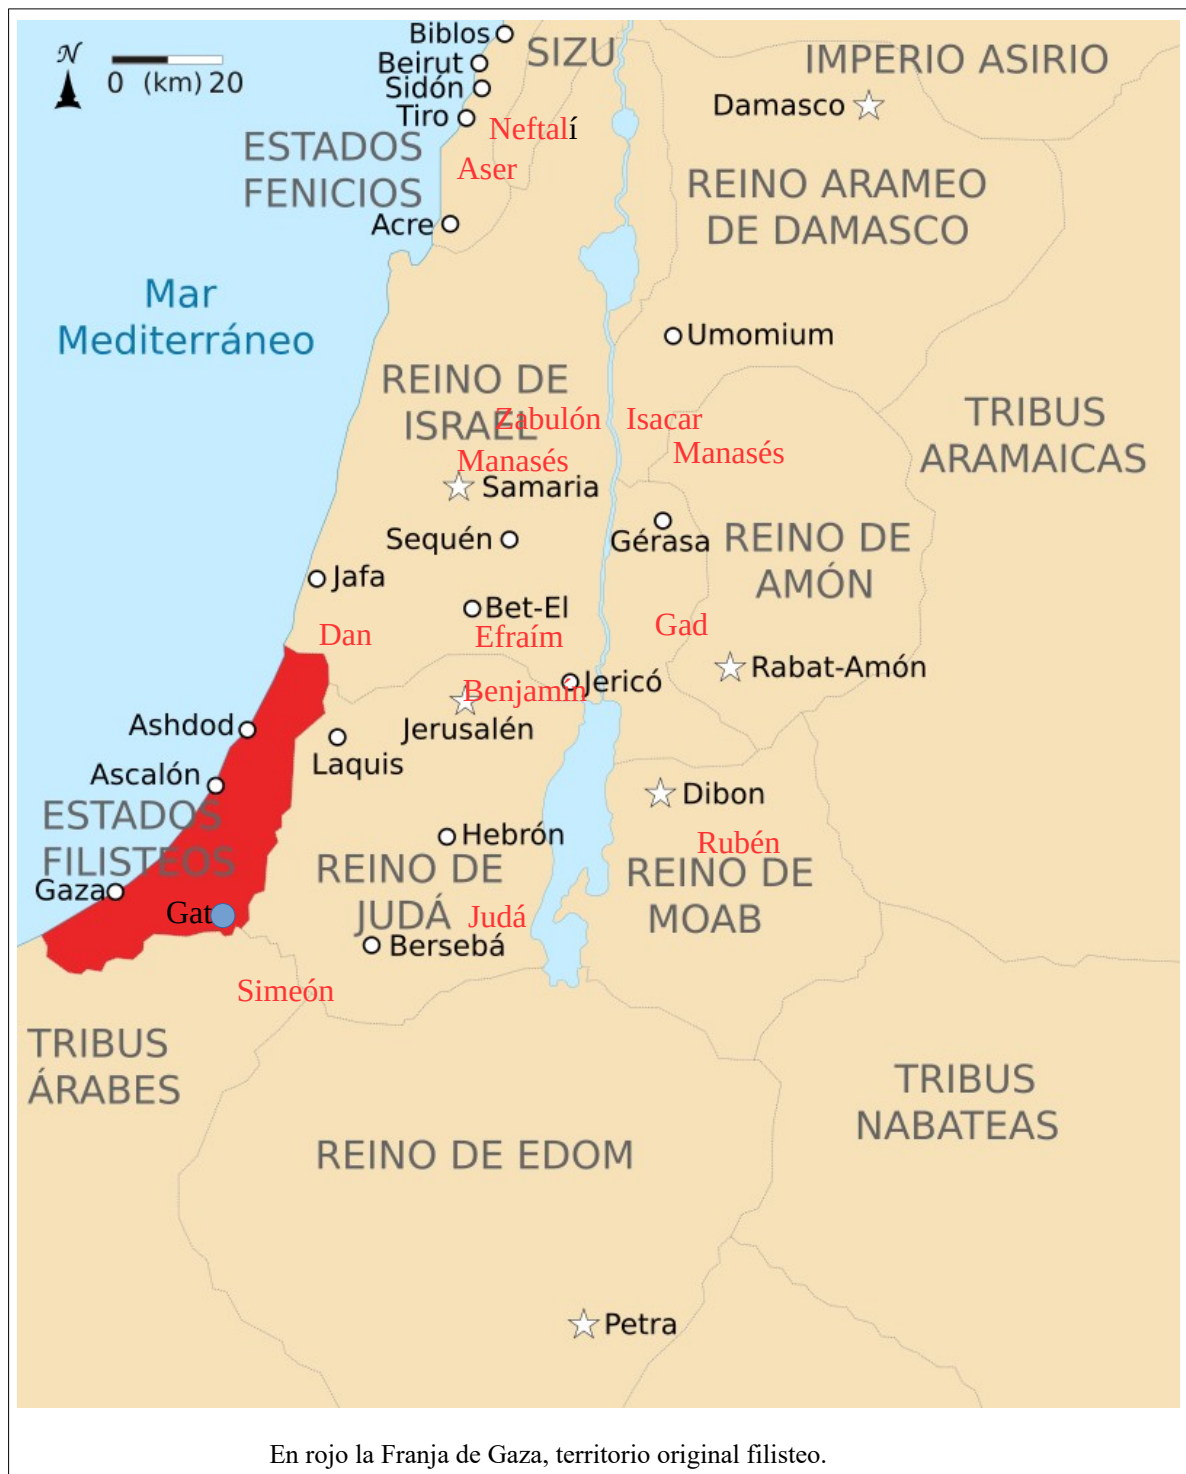 Biblos
N
SIZU
IMPERIO ASIRIO
Beirut
0 (km) 20
Sidón
Damasco
Tiro
Neftalí
ESTADOS
FENICIOS
Aser
REINO ARAMEO
DE DAMASCO
Acre
Mar
Mediterráneo
Umomium
REINO DE
ISRAEL
Zabulón
Isacar
TRIBUS
ARAMAICAS
Manasés
Manasés
Samaria
Sequén
Gérasa
REINO DE
AMÓN
Jafa
Bet-El
Dan
Efraím
Gad
Rabat-Amón
Benjamín
Jericó
Ashdod
Jerusalén
Laquis
Ascalón
Dibon
ESTADOS
FILISTEOS
Hebrón
Rubén
REINO DE
JUDÁ
REINO DE
MOAB
Gaza
Gat
Judá
Bersebá
Simeón
TRIBUS
ÁRABES
TRIBUS
NABATEAS
REINO DE EDOM
Petra
En rojo la Franja de Gaza, territorio original filisteo.